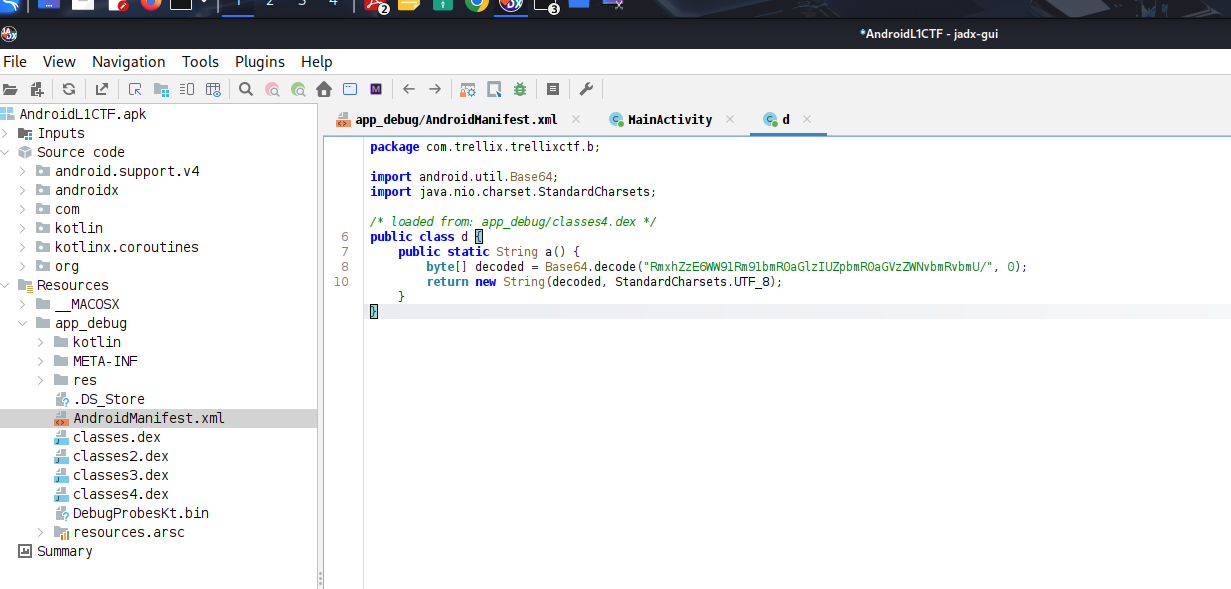 1 2 3 4 2 3
*AndroidL1CTF - jadx-gui
File View Navigation Tools Plugins Help
AndroidL1CTF.apk
Inputs
Source code
android.support.v4
androidx
com
kotlin
kotlinx.coroutines
org
Resources
__MACOSX
app_debug
kotlin
META-INF
res
.DS_Store
AndroidManifest.xml
classes.dex
classes2.dex
classes3.dex
classes4.dex
DebugProbesKt.bin
resources.arsc
Summary
app_debug/AndroidManifest.xml MainActivity d
package com.trellix.trellixctf.b;
import android.util.Base64;
import java.nio.charset.StandardCharsets;
/* loaded from: app_debug/classes4.dex */
6 public class d {
7 public static String a() {
8 byte[] decoded = Base64.decode("RmxhZzE6WW91Rm91bmR0aGlzIUZpbmR0aGVzZWNvbmRvbmU/", 0);
10 return new String(decoded, StandardCharsets.UTF_8);
}
}